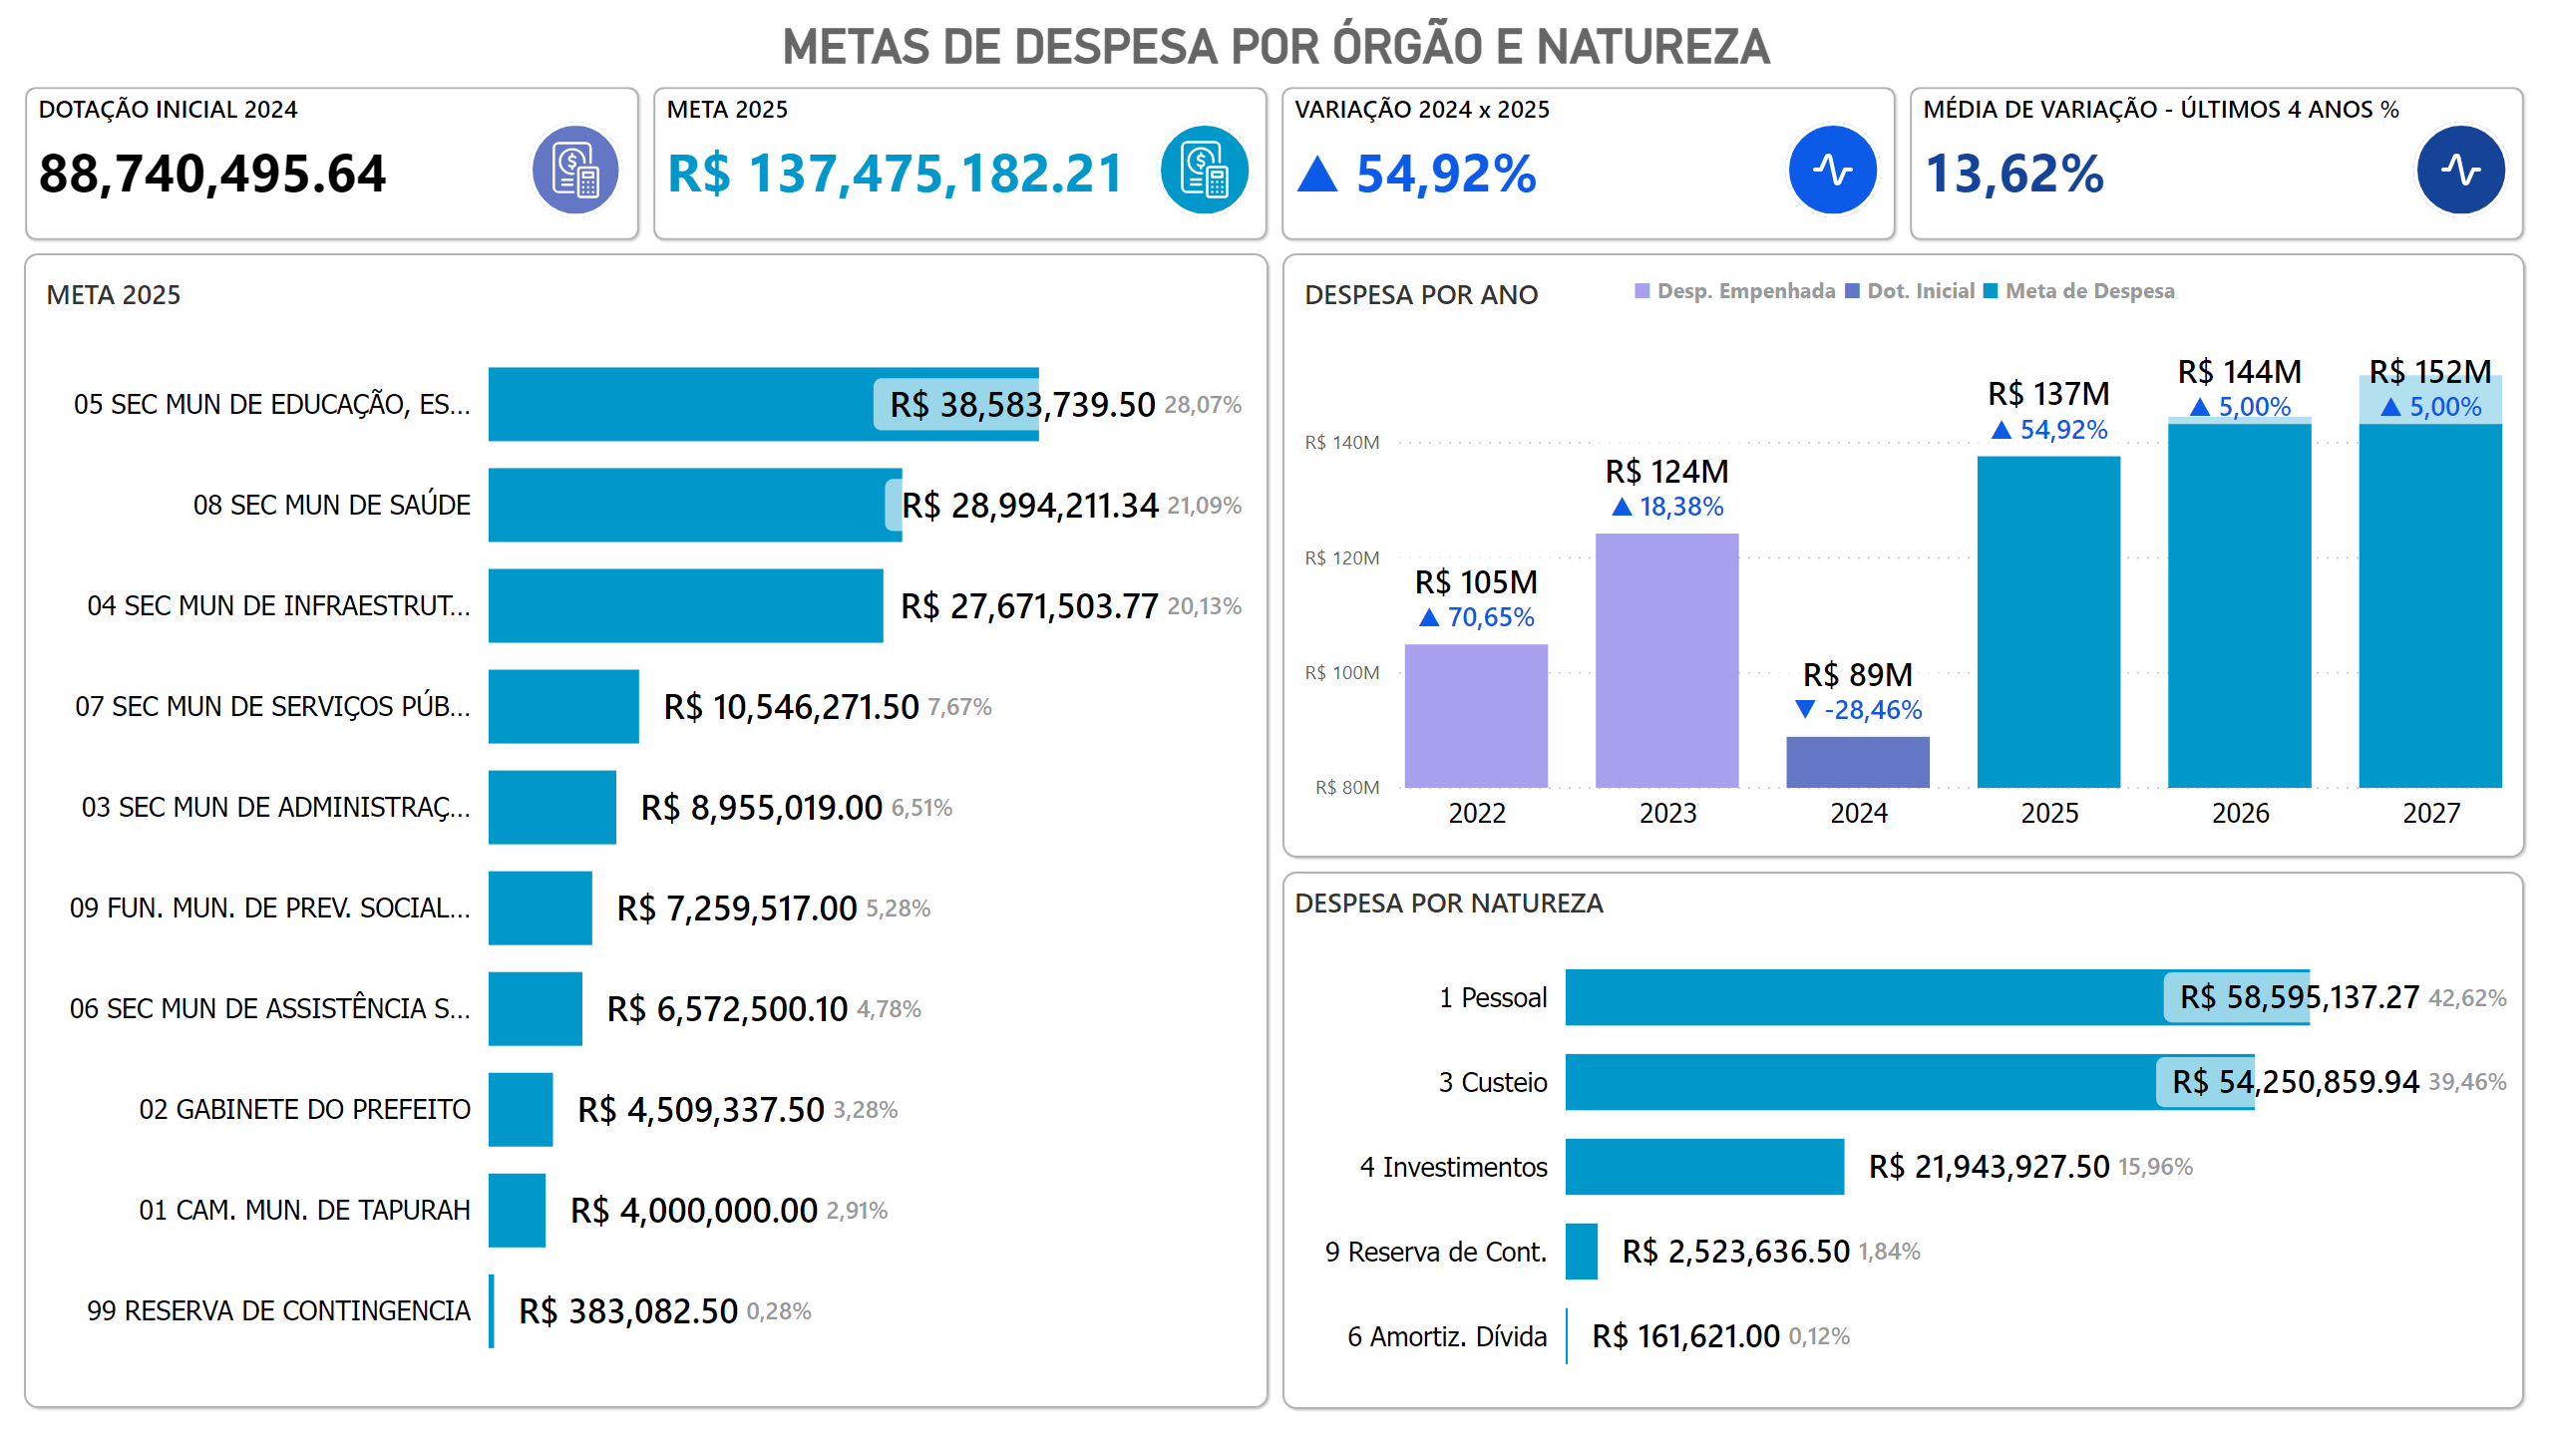 METAS DE DESPESA POR ÓRGÃO E NATUREZA
DOTAÇÃO INICIAL 2024
88,740,495.64
META 2025
R$ 137,475,182.21
VARIAÇÃO 2024 x 2025
▲ 54,92%
MÉDIA DE VARIAÇÃO - ÚLTIMOS 4 ANOS %
13,62%
META 2025
05 SEC MUN DE EDUCAÇÃO, ES... R$ 38,583,739.50 28,07%
08 SEC MUN DE SAÚDE R$ 28,994,211.34 21,09%
04 SEC MUN DE INFRAESTRUT... R$ 27,671,503.77 20,13%
07 SEC MUN DE SERVIÇOS PÚB... R$ 10,546,271.50 7,67%
03 SEC MUN DE ADMINISTRAÇ... R$ 8,955,019.00 6,51%
09 FUN. MUN. DE PREV. SOCIAL... R$ 7,259,517.00 5,28%
06 SEC MUN DE ASSISTÊNCIA S... R$ 6,572,500.10 4,78%
02 GABINETE DO PREFEITO R$ 4,509,337.50 3,28%
01 CAM. MUN. DE TAPURAH R$ 4,000,000.00 2,91%
99 RESERVA DE CONTINGENCIA R$ 383,082.50 0,28%
DESPESA POR ANO
Desp. Empenhada Dot. Inicial Meta de Despesa
R$ 140M
R$ 120M
R$ 100M
R$ 80M
R$ 105M
▲ 70,65%
R$ 124M
▲ 18,38%
R$ 89M
▼ -28,46%
R$ 137M
▲ 54,92%
R$ 144M
▲ 5,00%
R$ 152M
▲ 5,00%
2022 2023 2024 2025 2026 2027
DESPESA POR NATUREZA
1 Pessoal R$ 58,595,137.27 42,62%
3 Custeio R$ 54,250,859.94 39,46%
4 Investimentos R$ 21,943,927.50 15,96%
9 Reserva de Cont. R$ 2,523,636.50 1,84%
6 Amortiz. Dívida R$ 161,621.00 0,12%